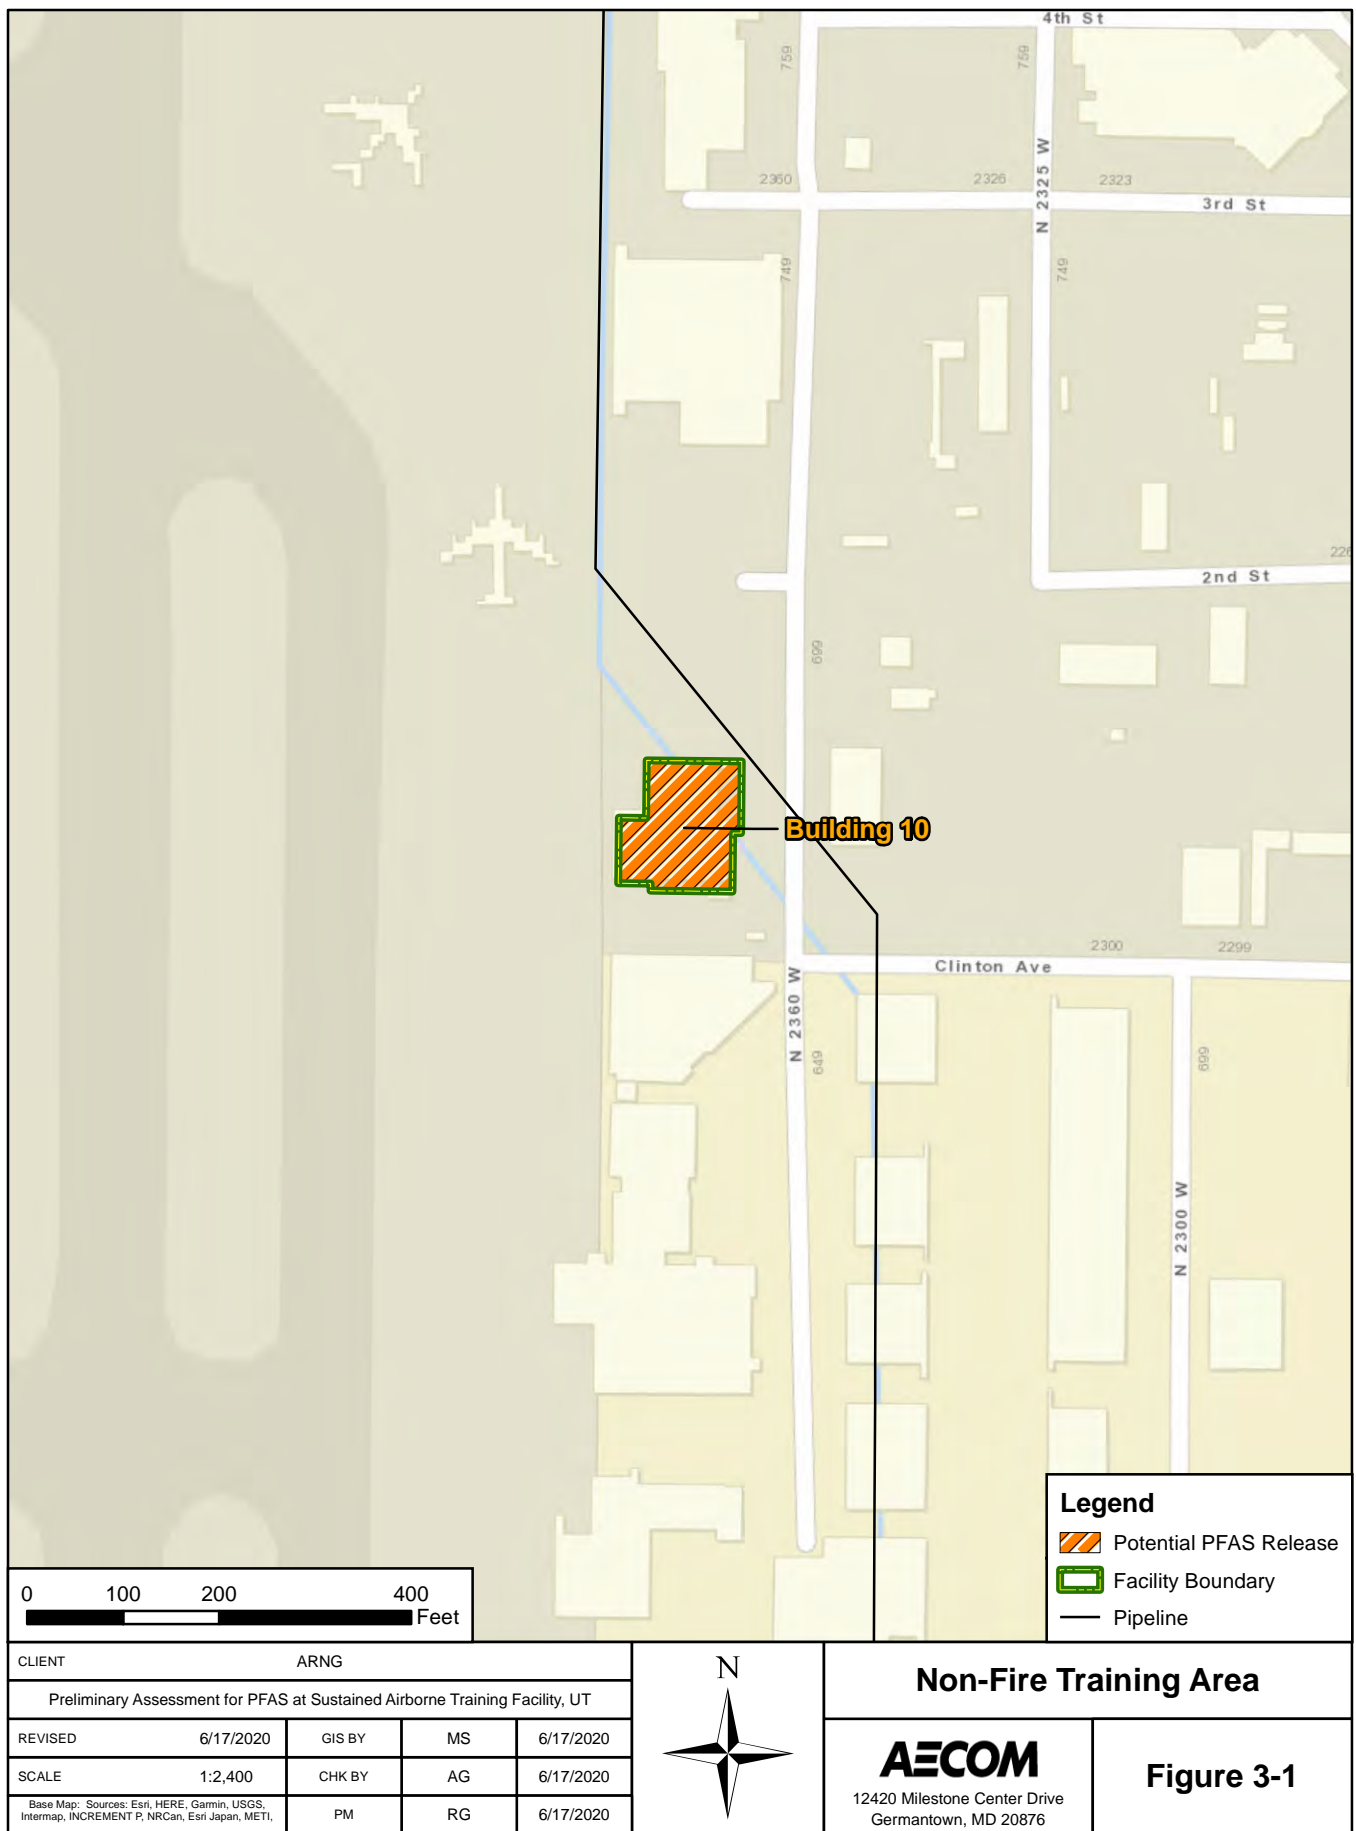 4th St
759
759
2360
2326
2323
N 2325 W
3rd St
749
749
226
2nd St
699
Building 10
2300
2299
Clinton Ave
N 2360 W
649
699
N 2300 W
Legend
Potential PFAS Release
Facility Boundary
Pipeline
0 100 200 400
Feet
CLIENT ARNG
Preliminary Assessment for PFAS at Sustained Airborne Training Facility, UT
REVISED 6/17/2020 GIS BY MS 6/17/2020
SCALE 1:2,400 CHK BY AG 6/17/2020
Base Map: Sources: Esri, HERE, Garmin, USGS,
Intermap, INCREMENT P, NRCan, Esri Japan, METI,
PM RG 6/17/2020
N
Non-Fire Training Area
AECOM
12420 Milestone Center Drive
Germantown, MD 20876
Figure 3-1